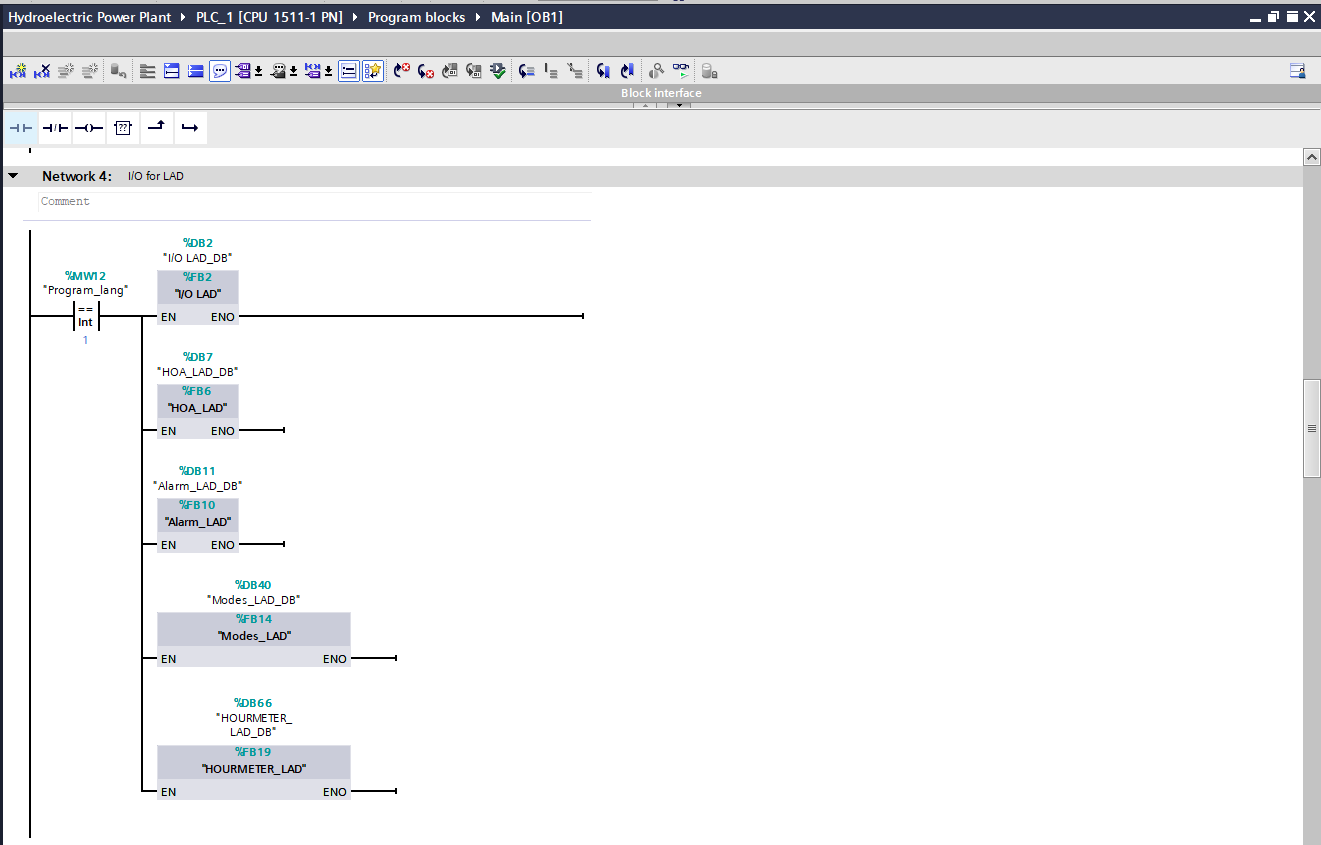 Hydroelectric Power Plant ▸ PLC_1 [CPU 1511-1 PN] ▸ Program blocks ▸ Main [OB1]
Block interface
??
Network 4: I/O for LAD
Comment
%DB2
"I/O LAD_DB"
%MW12
"Program_lang"
==
Int
1
%FB2
"I/O LAD"
EN ENO
%DB7
"HOA_LAD_DB"
%FB6
"HOA_LAD"
EN ENO
%DB11
"Alarm_LAD_DB"
%FB10
"Alarm_LAD"
EN ENO
%DB40
"Modes_LAD_DB"
%FB14
"Modes_LAD"
EN ENO
%DB66
"HOURMETER_
LAD_DB"
%FB19
"HOURMETER_LAD"
EN ENO